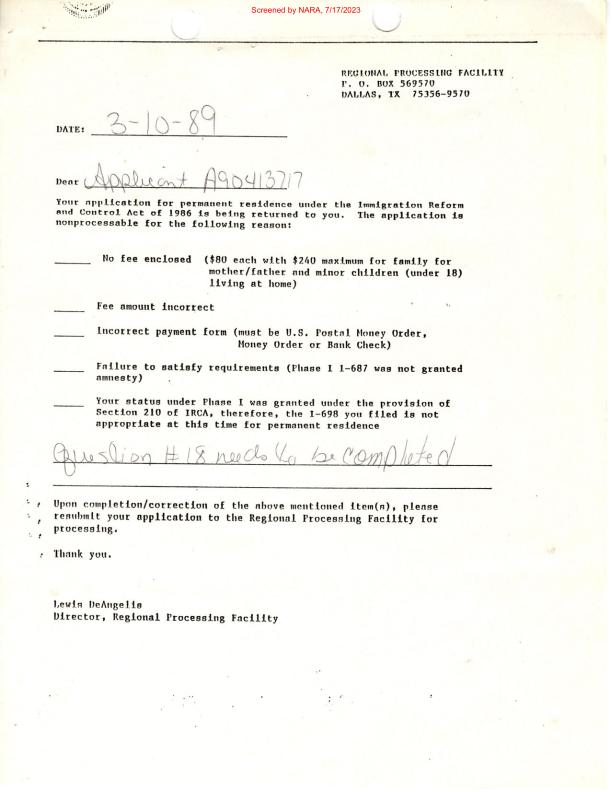 Screened by NARA, 7/17/2023
REGIONAL PROCESSING FACILITY
P. O. BOX 569570
DALLAS, TX 75356-9570
DATE: 3-10-89
Dear Applicant A90413717
Your application for permanent residence under the Immigration Reform
and Control Act of 1986 is being returned to you. The application is
nonprocessable for the following reason:
______ No fee enclosed ($80 each with $240 maximum for family for
mother/father and minor children (under 18)
living at home)
_____ Fee amount incorrect
_____ Incorrect payment form (must be U.S. Postal Money Order,
Money Order or Bank Check)
_____ Failure to satisfy requirements (Phase I I-687 was not granted
amnesty)
_____ Your status under Phase I was granted under the provision of
Section 210 of IRCA, therefore, the I-698 you filed is not
appropriate at this time for permanent residence
Question #18 needs to be completed
Upon completion/correction of the above mentioned item(s), please
resubmit your application to the Regional Processing Facility for
processing.
Thank you.
Lewis DeAngelis
Director, Regional Processing Facility